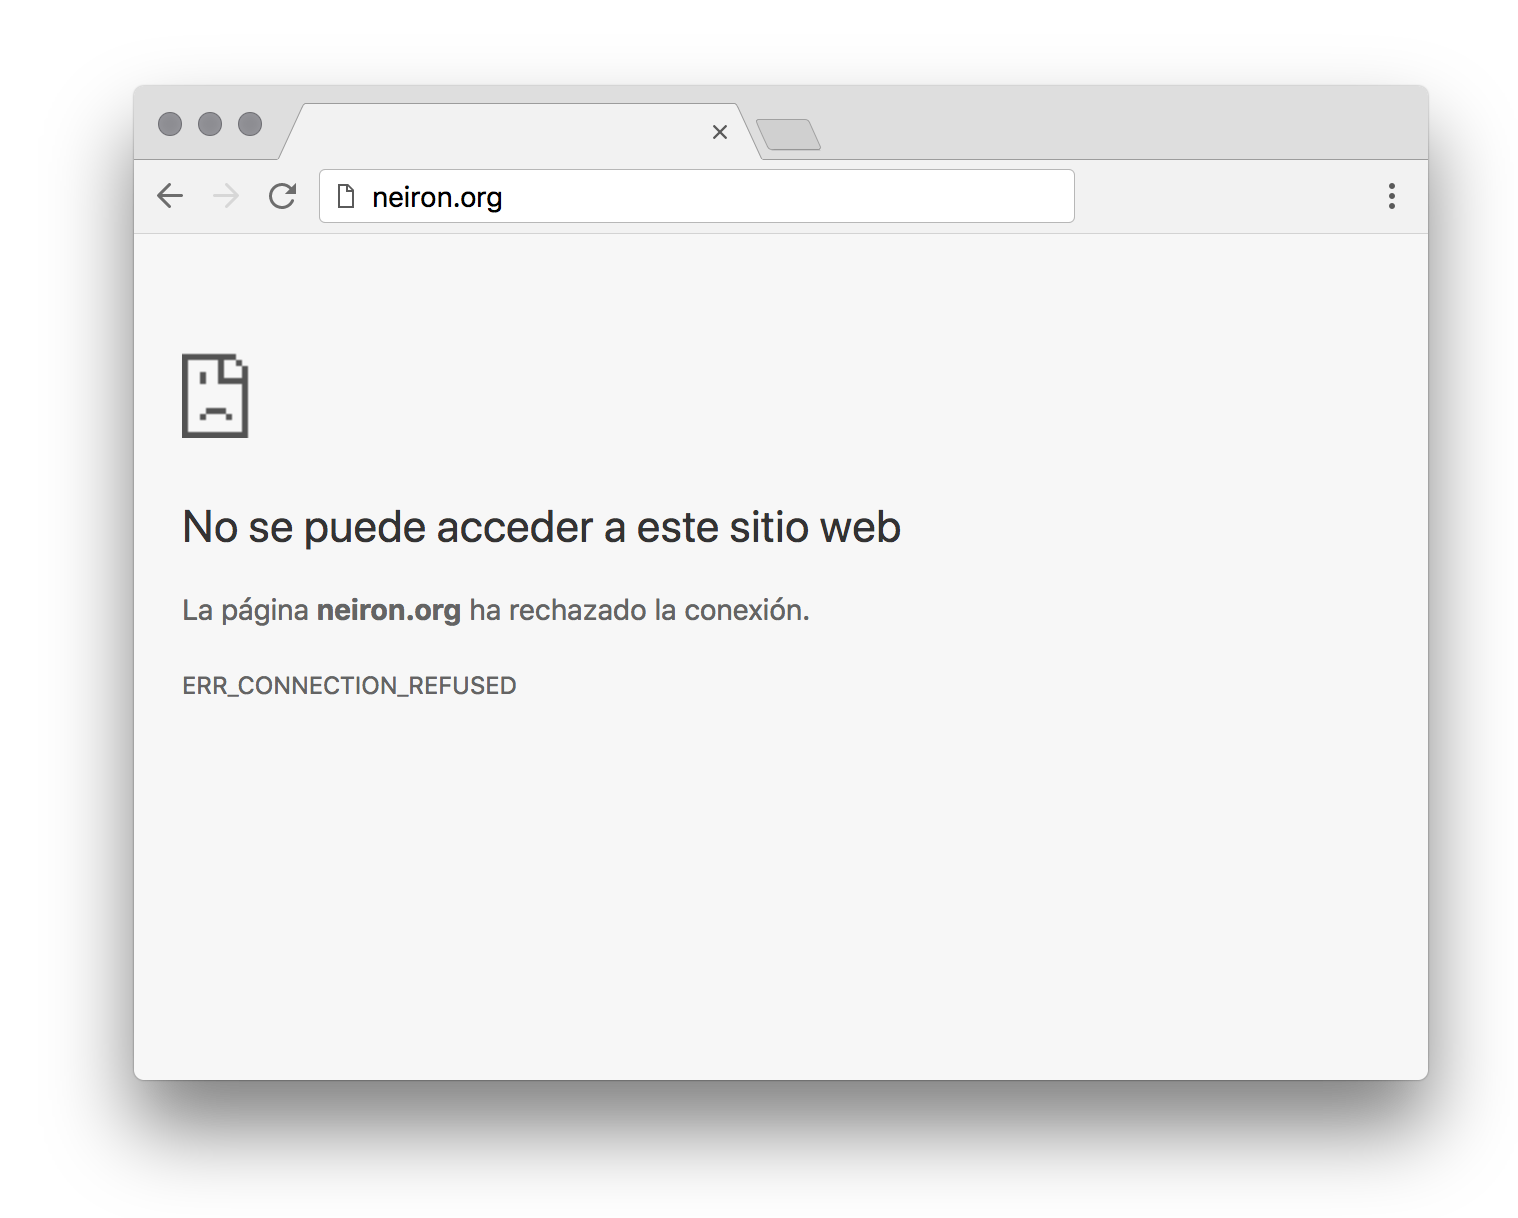 neiron.org
No se puede acceder a este sitio web
La página neiron.org ha rechazado la conexión.
ERR_CONNECTION_REFUSED